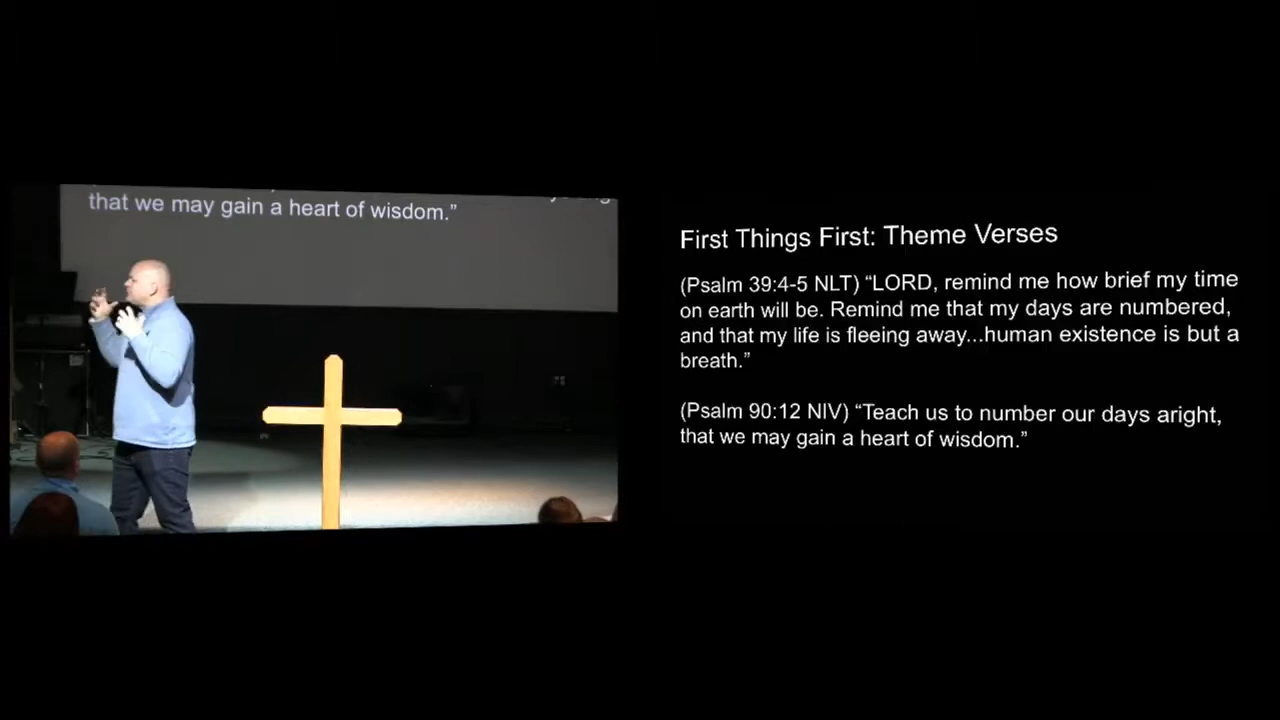 that we may gain a heart of wisdom.”
First Things First: Theme Verses
(Psalm 39:4-5 NLT) “LORD, remind me how brief my time
on earth will be. Remind me that my days are numbered,
and that my life is fleeing away...human existence is but a
breath.”
(Psalm 90:12 NIV) “Teach us to number our days aright,
that we may gain a heart of wisdom.”